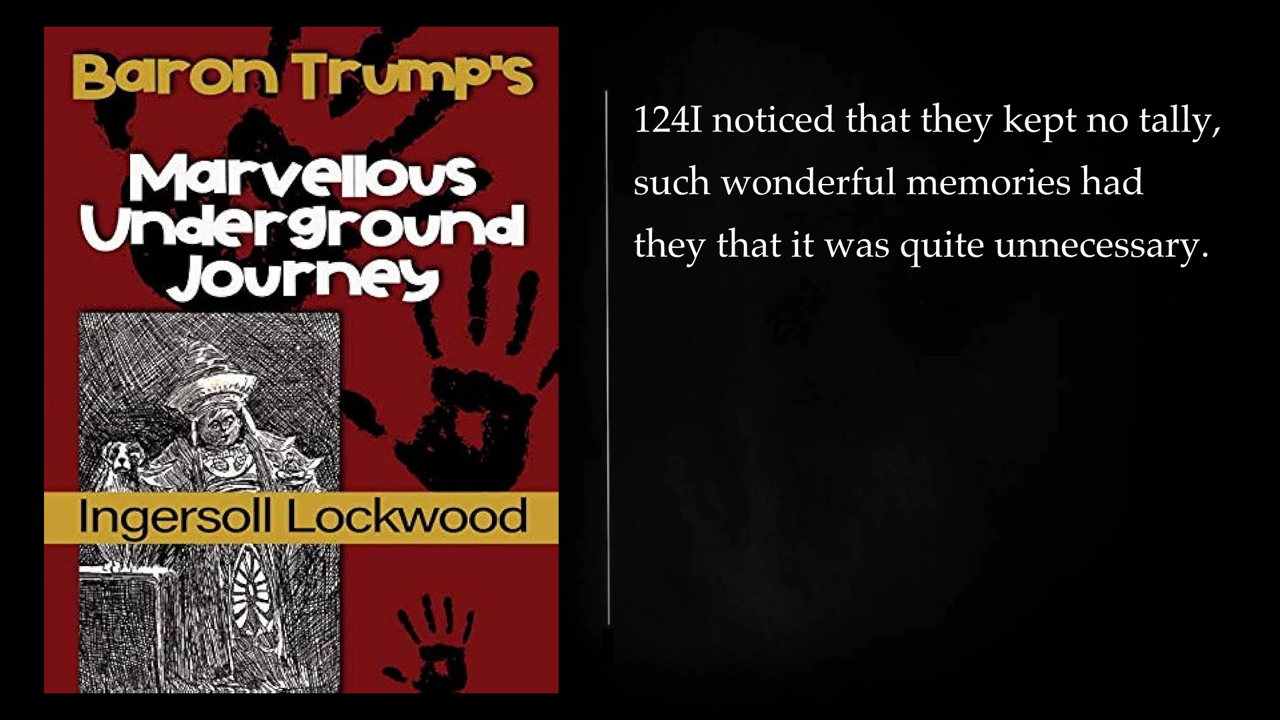 Baron Trump's
Marvellous
Underground
Journey
Ingersoll Lockwood
124I noticed that they kept no tally,
such wonderful memories had
they that it was quite unnecessary.